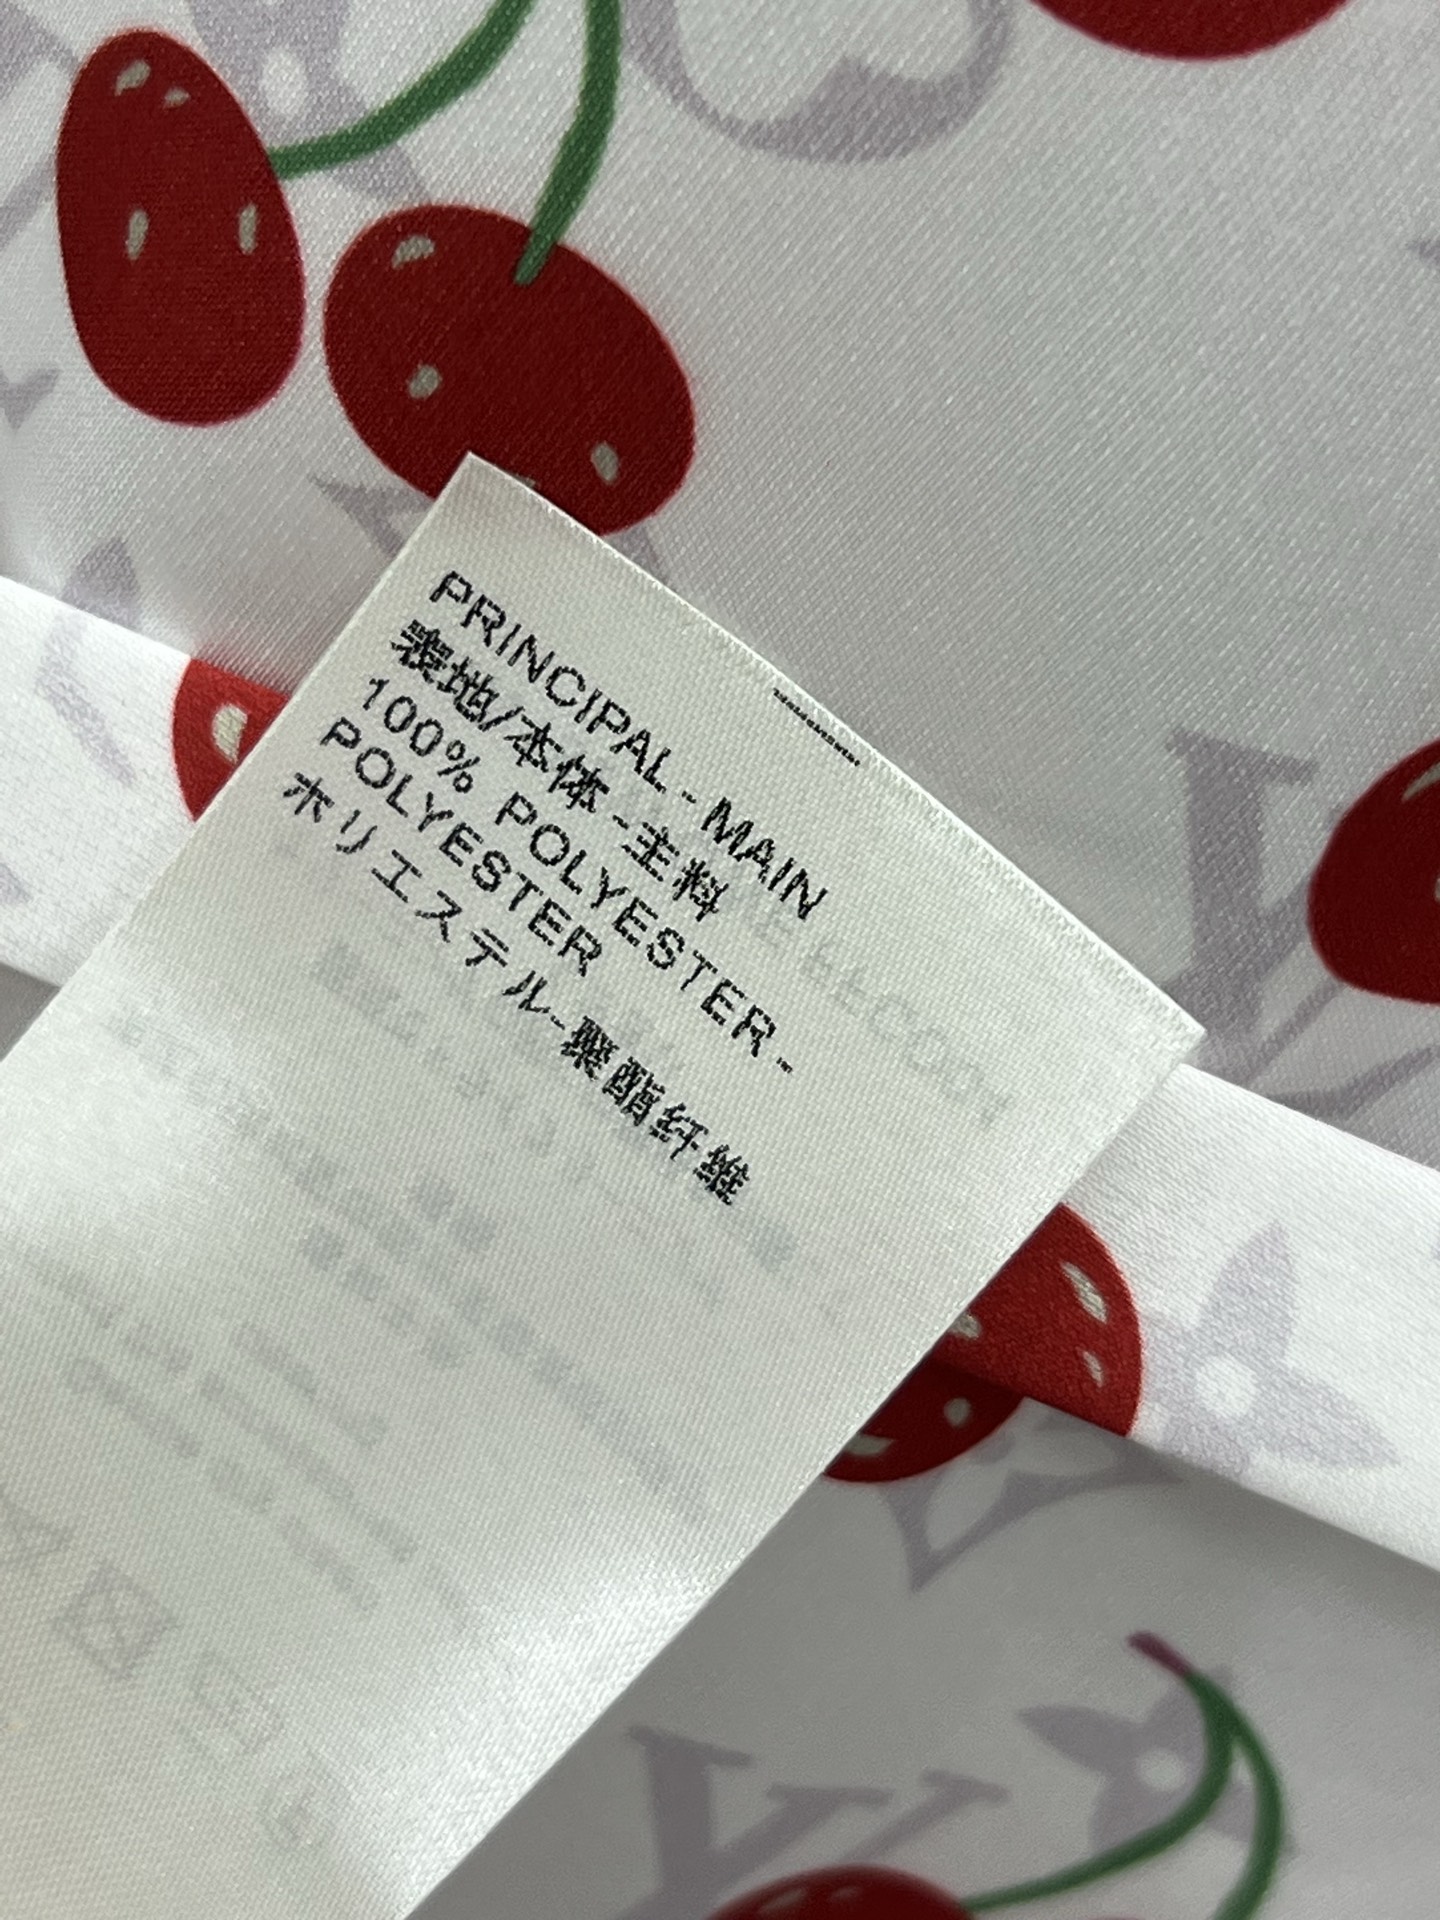 PRINCIPAL - MAIN
表地/本体 - 主料
100% POLYESTER -
POLYESTER
ポリエステル - 聚酯纤维